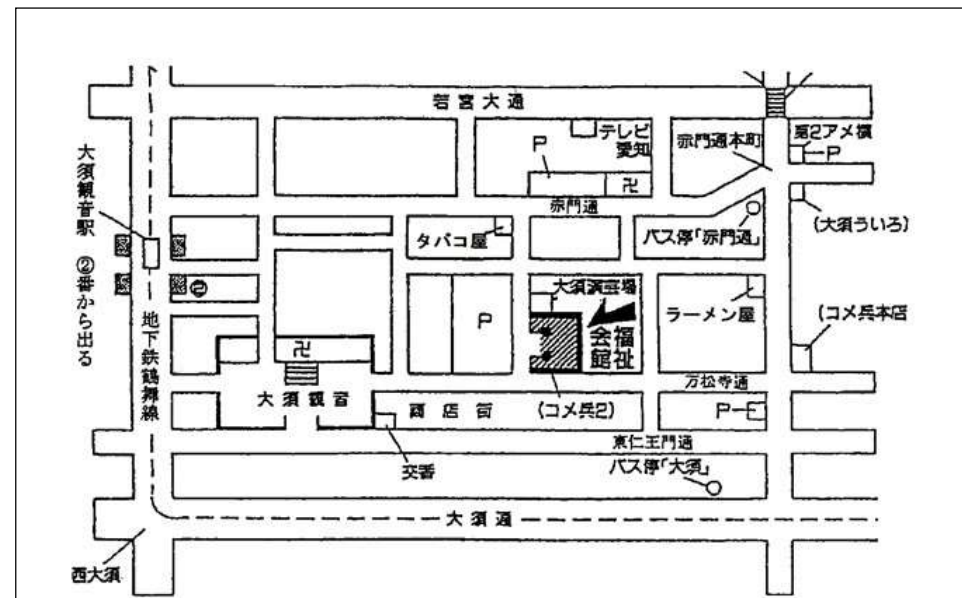 若宮大通
テレビ
愛知
P
赤門通本町
第2アメ横
P
卍
赤門通
大須観音駅 ②番から出る
タバコ屋
バス停「赤門通」
(大須ういろ)
②
大須演芸場
ラーメン屋
P
福祉
会館
(コメ兵本店
地下鉄鶴舞線
卍
万松寺通
大須観音
商店街
(コメ兵2)
P
東仁王門通
交番
バス停「大須」
大須通
西大須